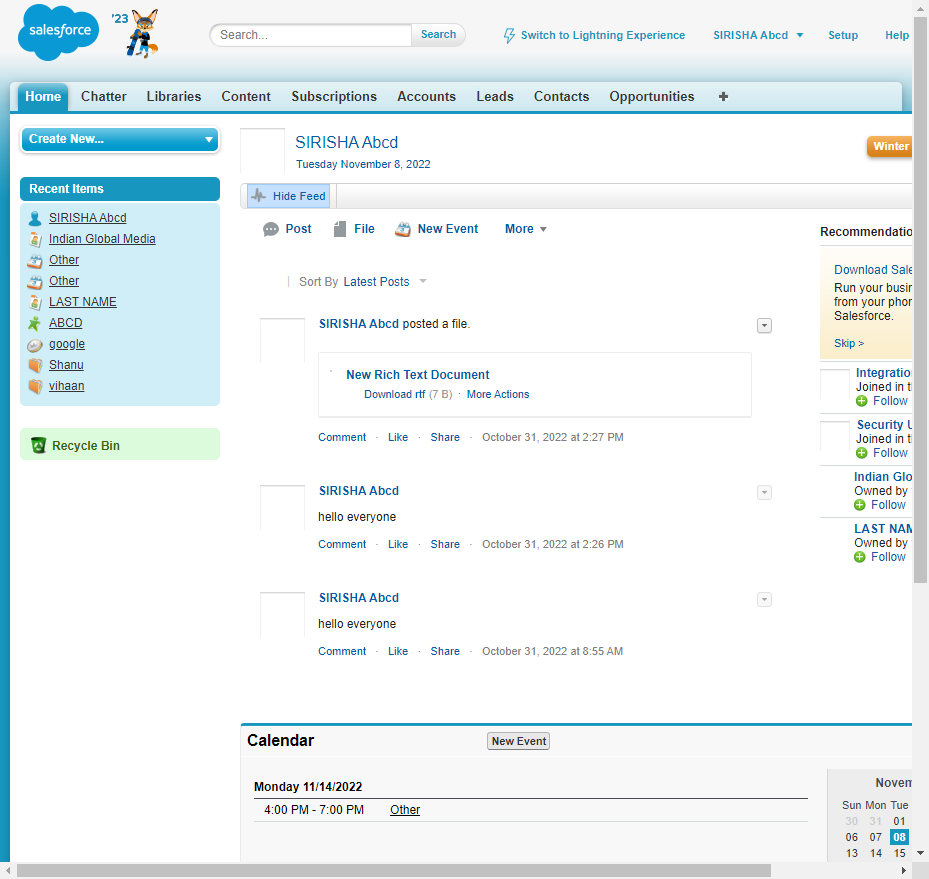 salesforce
'23
Search...
Search
Switch to Lightning Experience
SIRISHA Abcd
Setup
Help
Home
Chatter
Libraries
Content
Subscriptions
Accounts
Leads
Contacts
Opportunities
Create New...
Recent Items
SIRISHA Abcd
Indian Global Media
Other
Other
LAST NAME
ABCD
google
Shanu
vihaan
Recycle Bin
SIRISHA Abcd
Tuesday November 8, 2022
Winter
Hide Feed
Post
File
New Event
More
Sort By Latest Posts
SIRISHA Abcd posted a file.
New Rich Text Document
Download rtf (7 B) · More Actions
Comment · Like · Share · October 31, 2022 at 2:27 PM
SIRISHA Abcd
hello everyone
Comment · Like · Share · October 31, 2022 at 2:26 PM
SIRISHA Abcd
hello everyone
Comment · Like · Share · October 31, 2022 at 8:55 AM
Recommendatio
Download Sale
Run your busin
from your phon
Salesforce.
Skip >
Integratio
Joined in t
Follow
Security U
Joined in t
Follow
Indian Glo
Owned by
Follow
LAST NAM
Owned by
Follow
Calendar
New Event
Monday 11/14/2022
4:00 PM - 7:00 PM Other
Novem
Sun Mon Tue
30 31 01
06 07 08
13 14 15